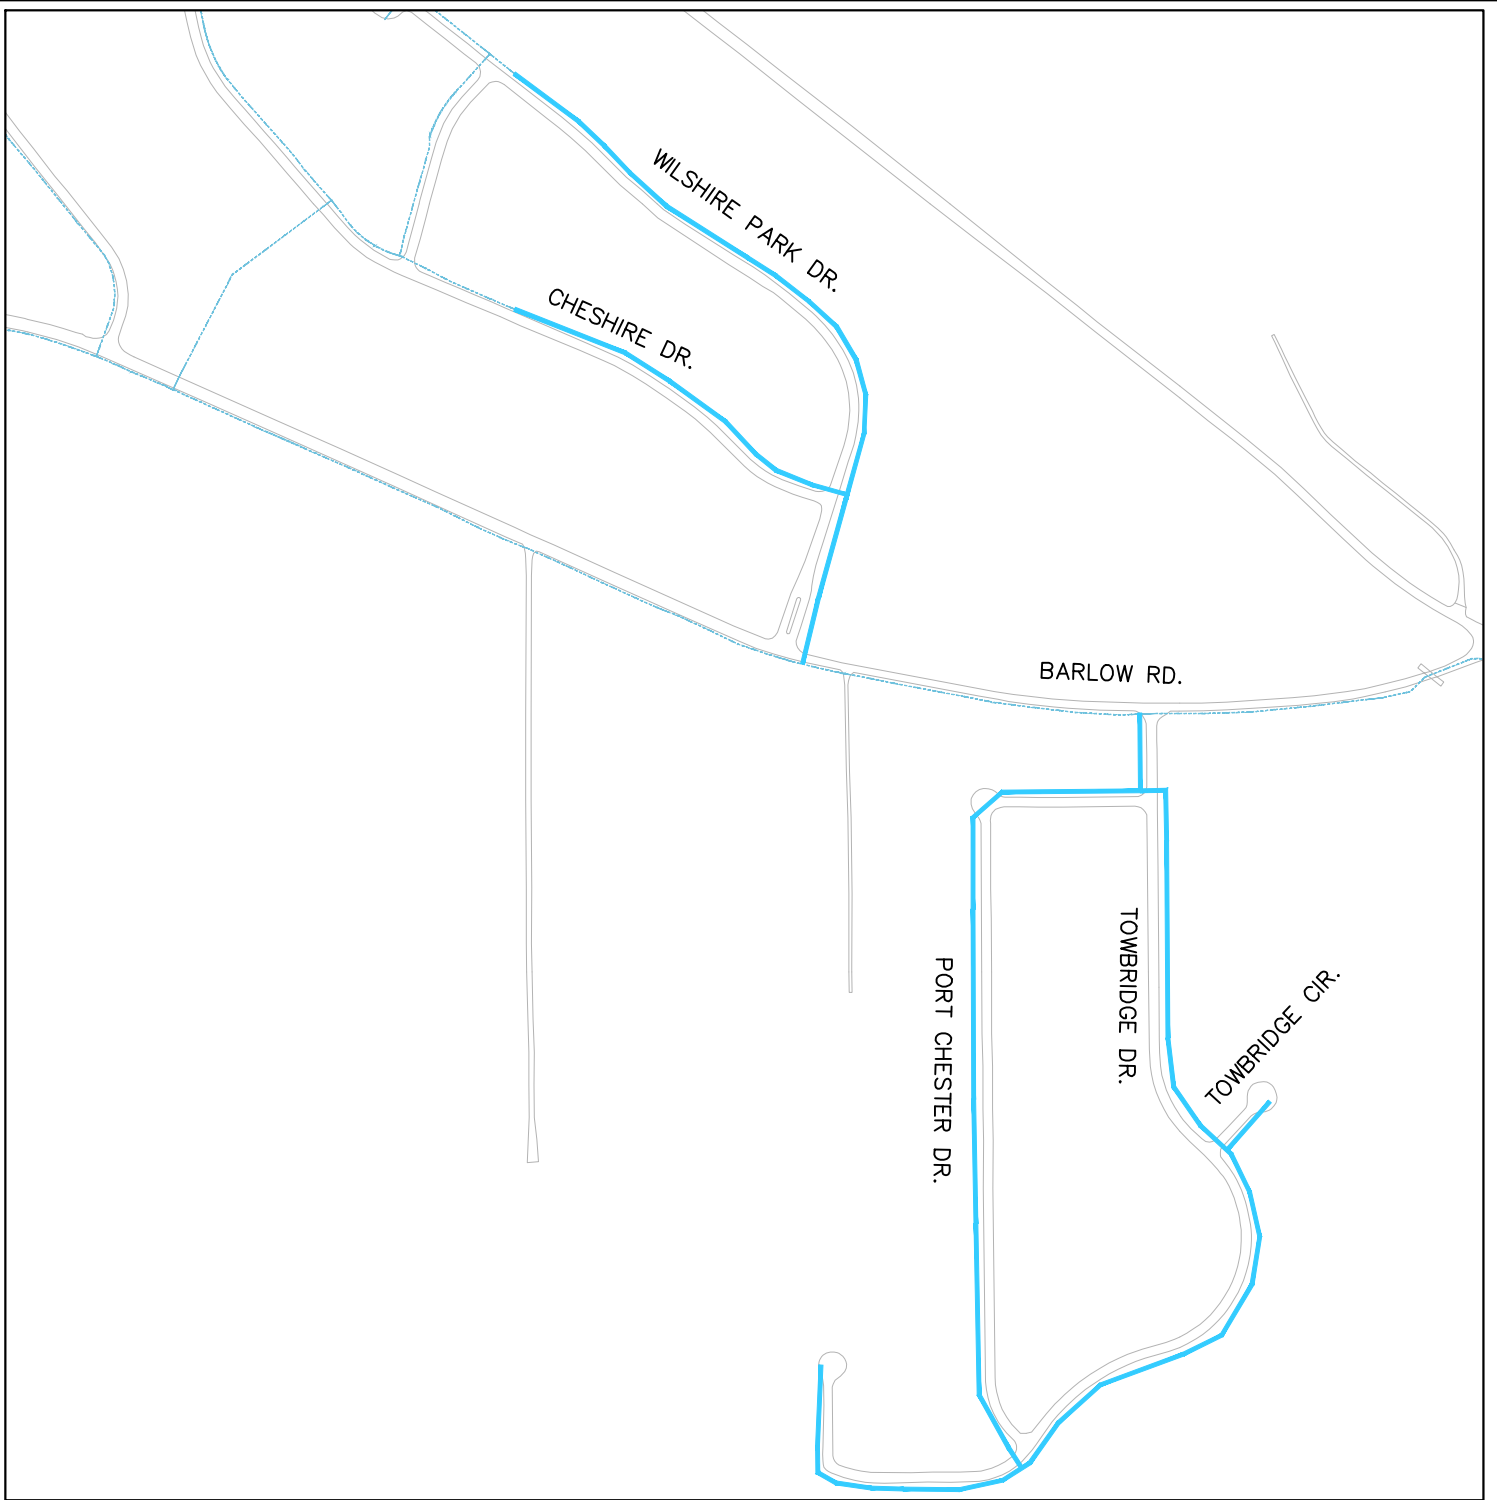 WILSHIRE PARK DR.
CHESHIRE DR.
BARLOW RD.
TOWBRIDGE DR.
PORT CHESTER DR.
TOWBRIDGE CIR.